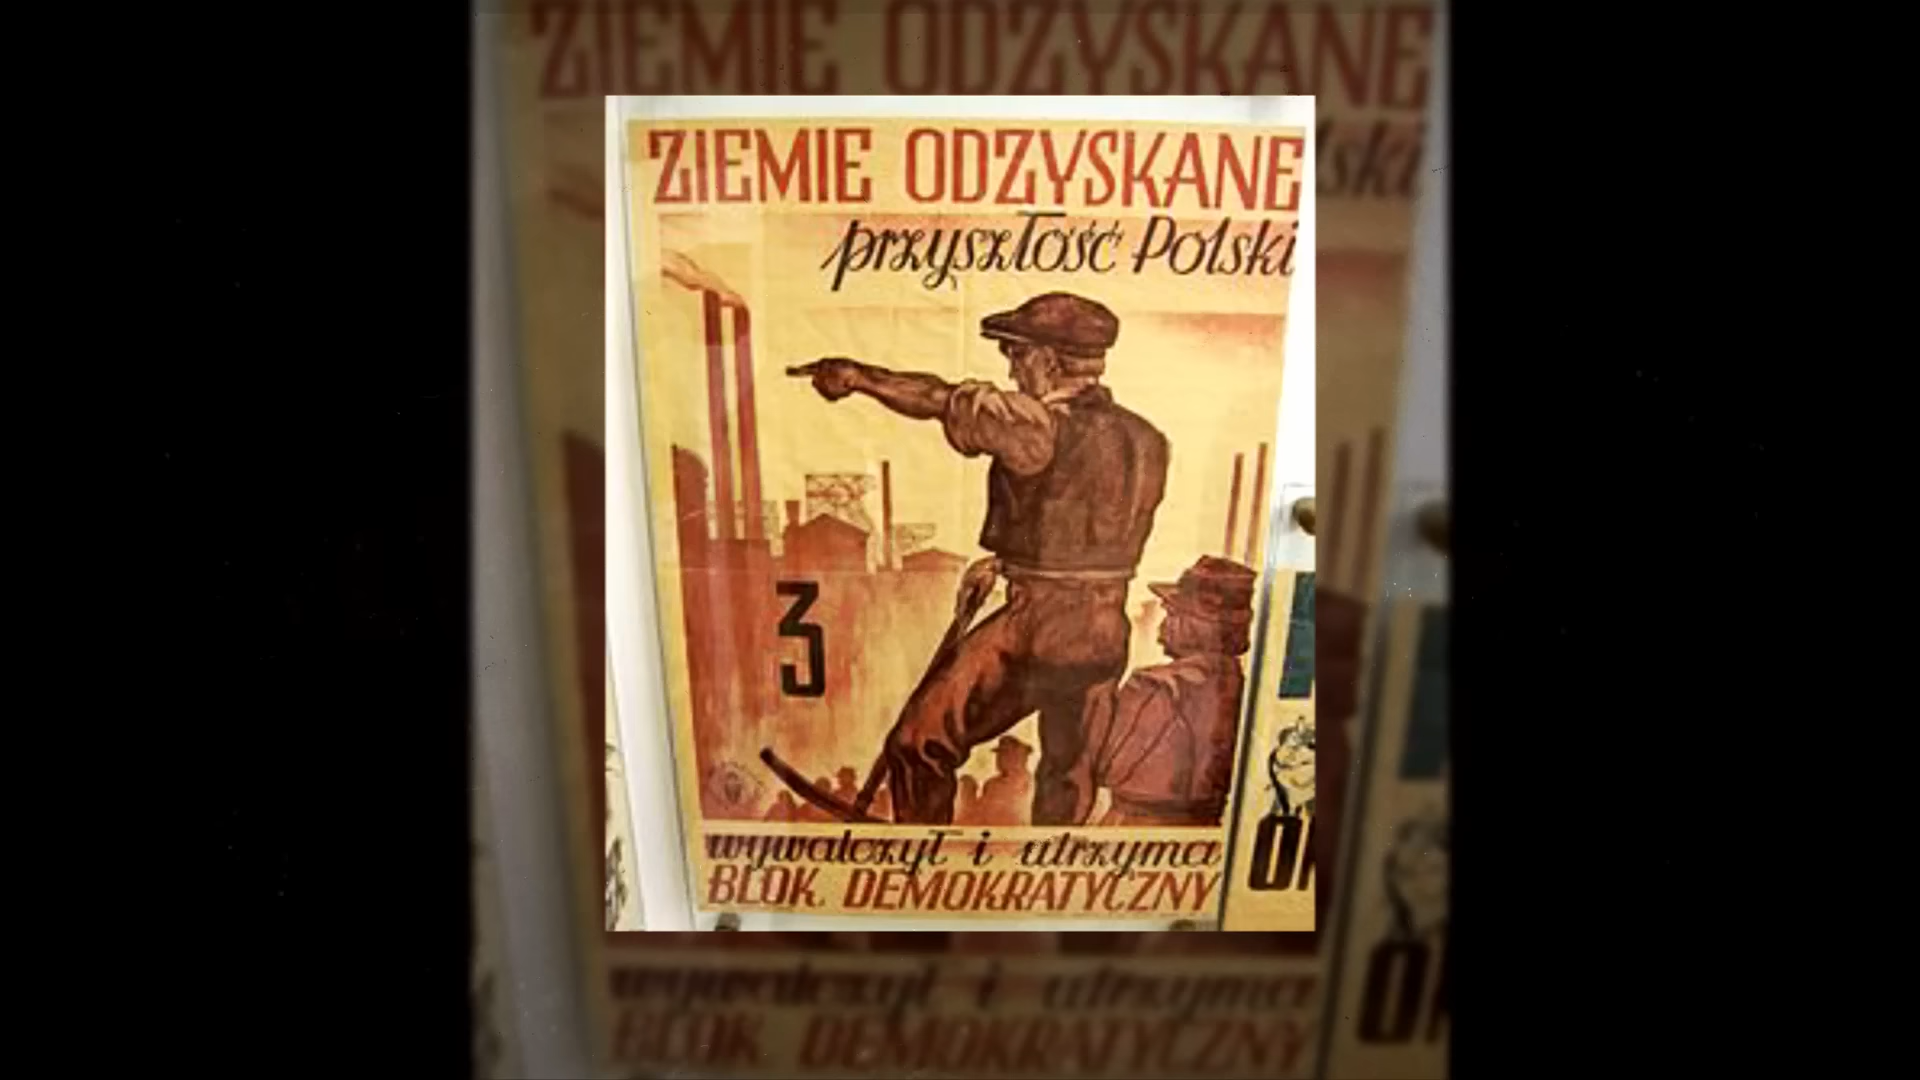 ZIEMIE ODZYSKANE
przyszłość Polski
3
wywalczył i utrzyma
BLOK DEMOKRATYCZNY